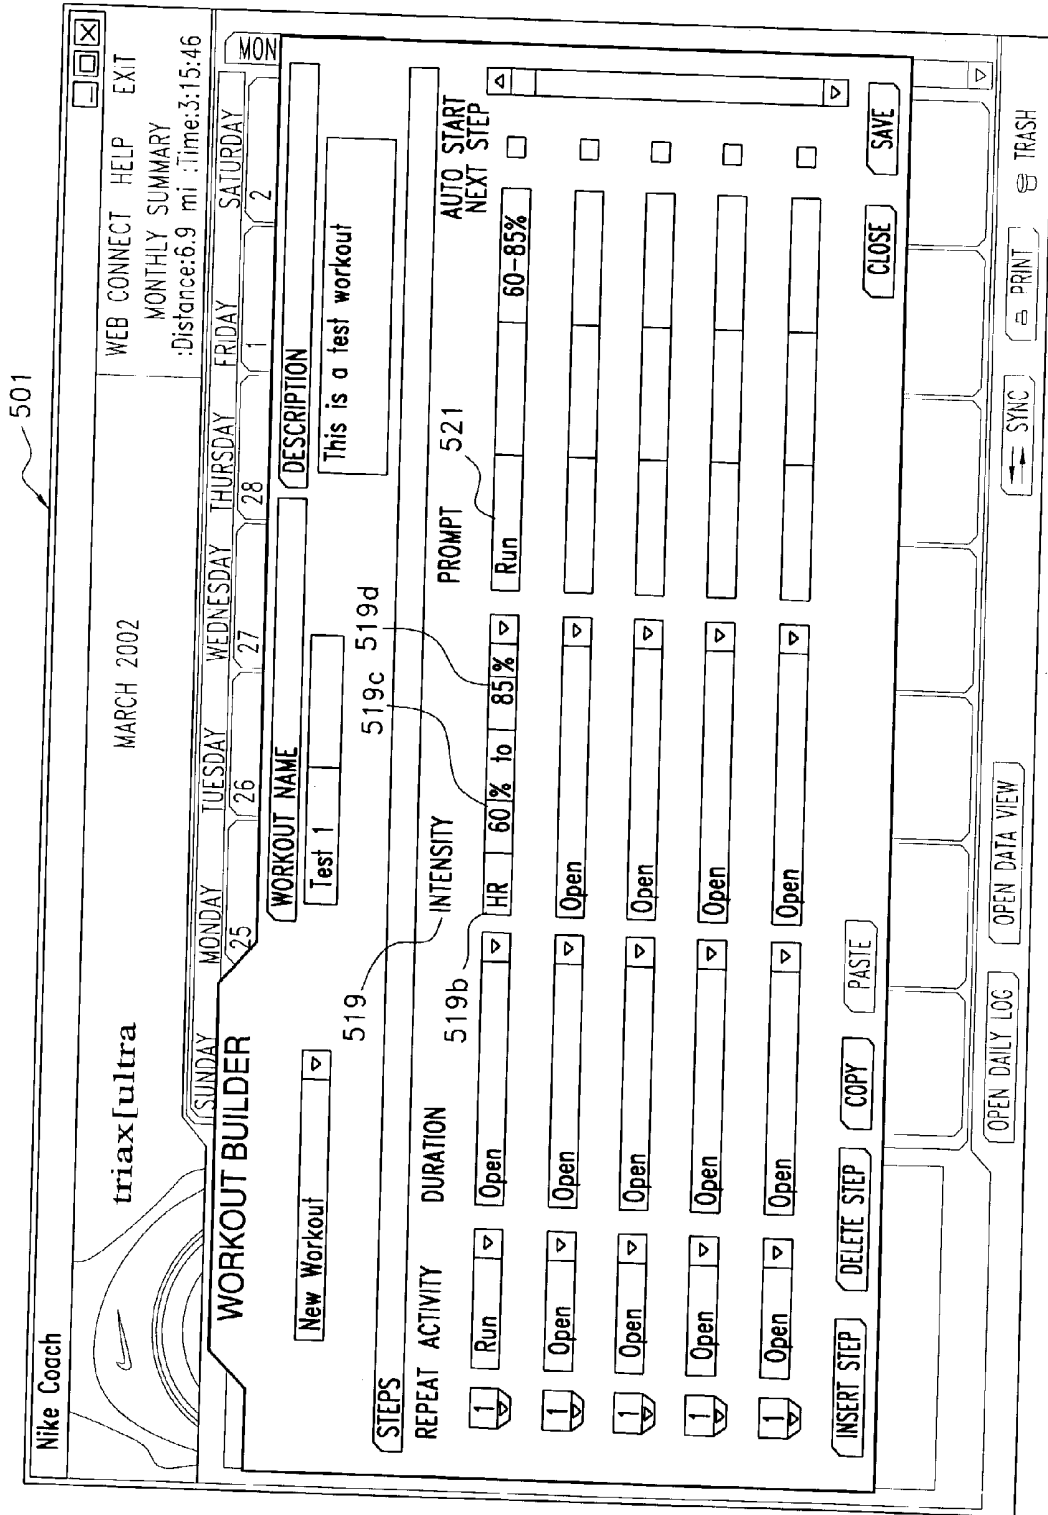 501
Nike Coach
triax[ultra
MARCH 2002
WEB CONNECT HELP EXIT
MONTHLY SUMMARY
:Distance:6.9 mi :Time:3:15:46
SUNDAY MONDAY TUESDAY WEDNESDAY THURSDAY FRIDAY SATURDAY
25 26 27 28 1 2 MON
WORKOUT BUILDER
WORKOUT NAME DESCRIPTION
New Workout Test 1 This is a test workout
STEPS
519 519c 519d
REPEAT ACTIVITY DURATION INTENSITY PROMPT AUTO START
NEXT STEP
519b 521
1 Run Open HR 60 % to 85 % Run 60-85%
1 Open Open Open
1 Open Open Open
1 Open Open Open
1 Open Open Open
INSERT STEP DELETE STEP COPY PASTE CLOSE SAVE
OPEN DAILY LOG OPEN DATA VIEW SYNC PRINT TRASH